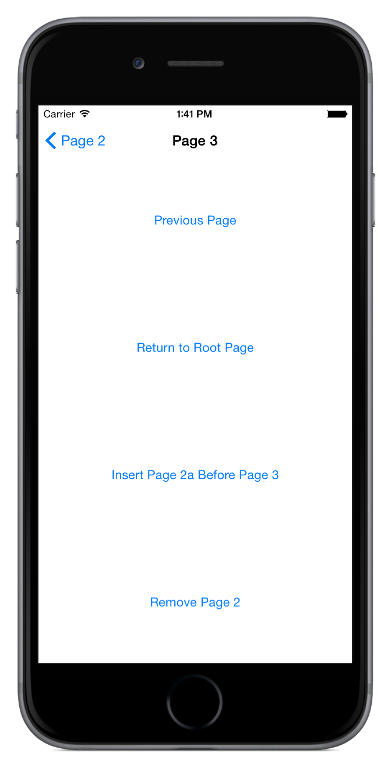 Carrier 1:41 PM
Page 2 Page 3
Previous Page
Return to Root Page
Insert Page 2a Before Page 3
Remove Page 2